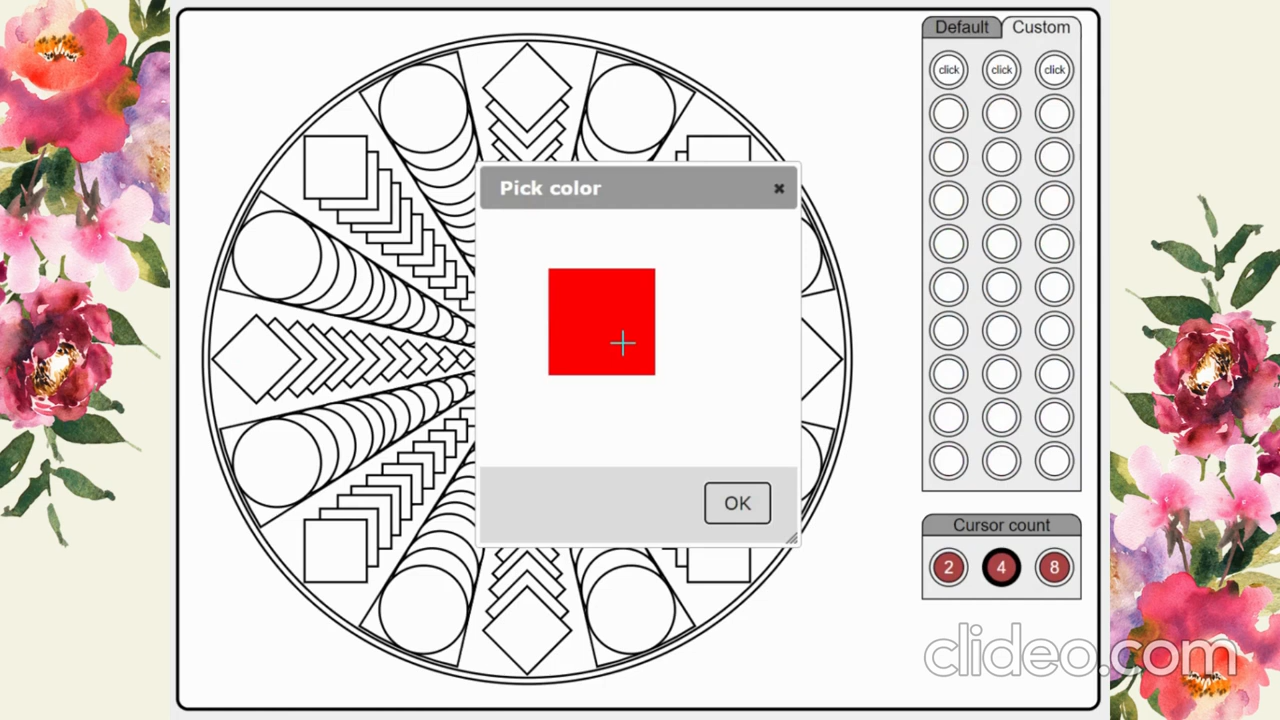 Default Custom
click click click
Pick color ✖
OK
Cursor count
2 4 8
clideo.com